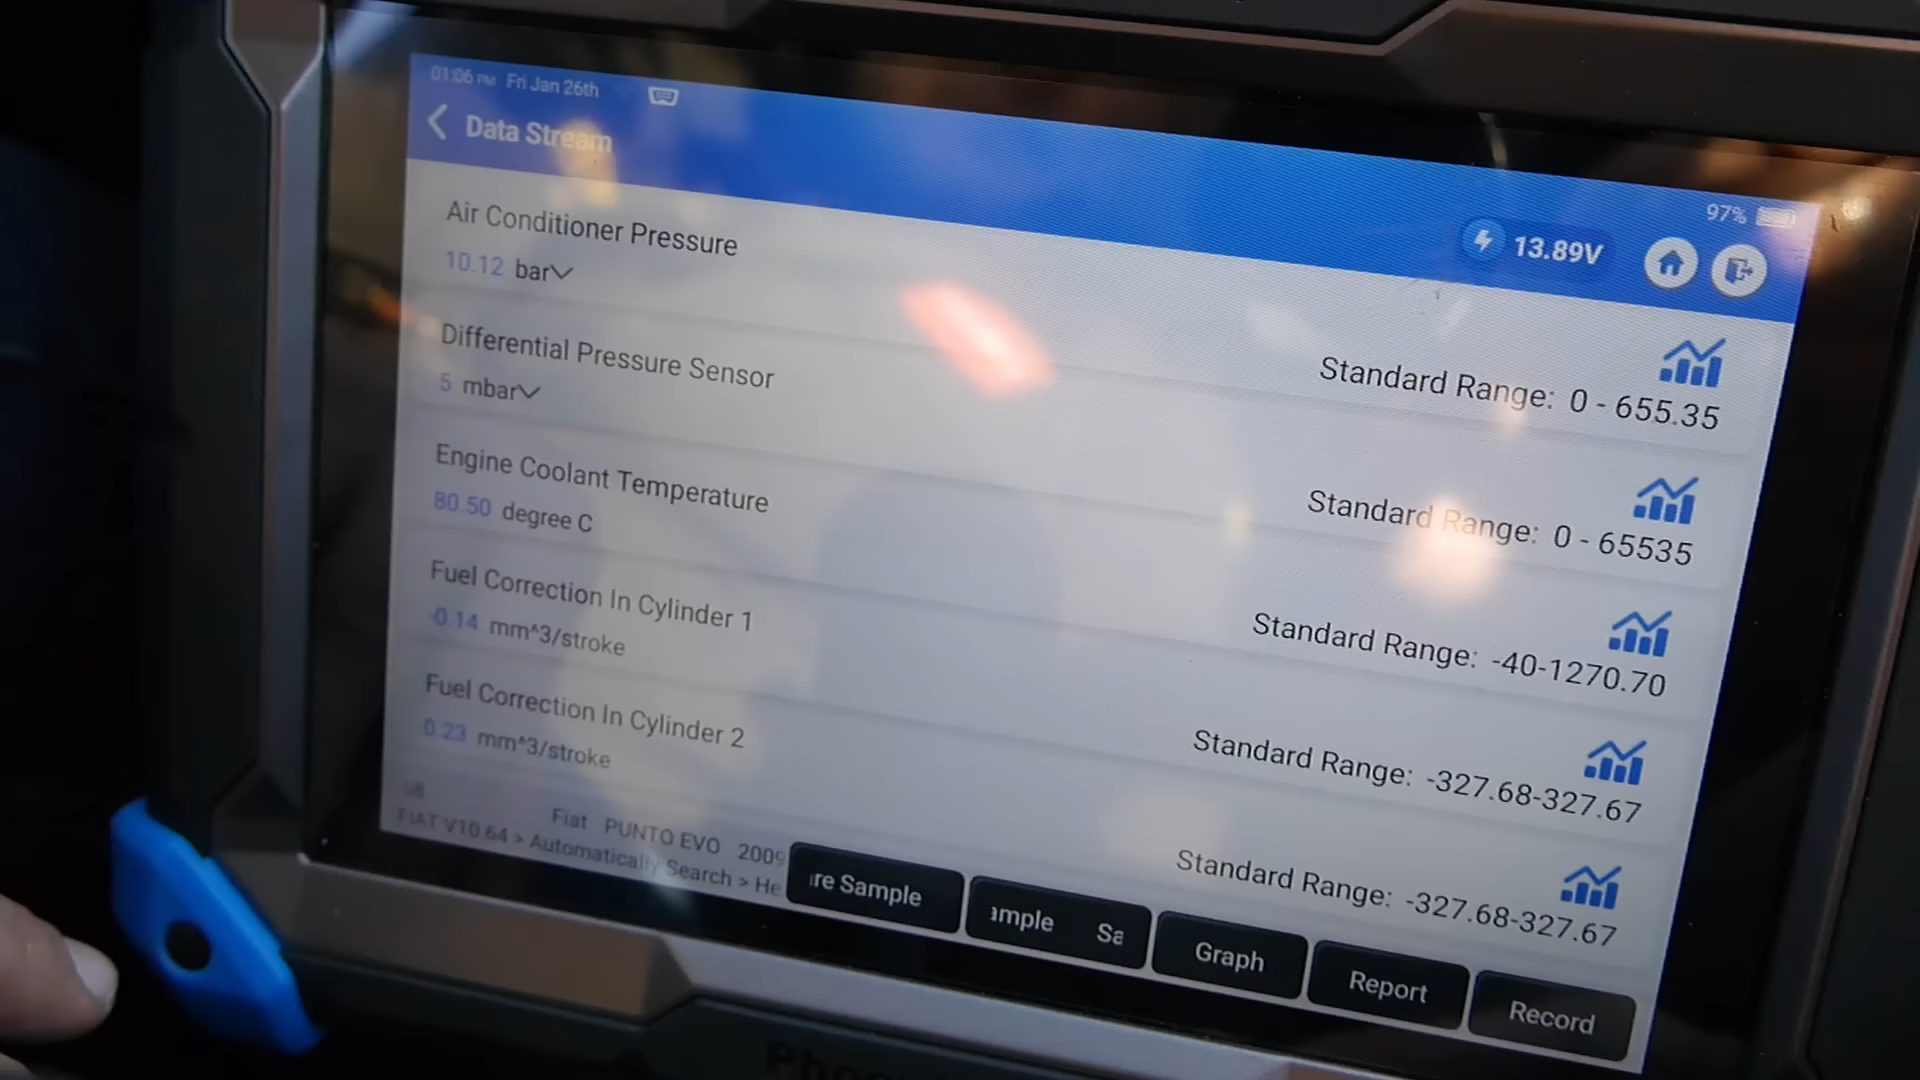 01:06 PM Fri Jan 26th
97%
Data Stream
13.89V
Air Conditioner Pressure
10.12 bar
Standard Range: 0 - 655.35
Differential Pressure Sensor
5 mbar
Standard Range: 0 - 65535
Engine Coolant Temperature
80.50 degree C
Standard Range: -40-1270.70
Fuel Correction In Cylinder 1
-0.14 mm^3/stroke
Standard Range: -327.68-327.67
Fuel Correction In Cylinder 2
0.23 mm^3/stroke
Standard Range: -327.68-327.67
Fiat PUNTO EVO 2009
FIAT V10.64 > Automatically Search > He
re Sample
ample Sa
Graph
Report
Record